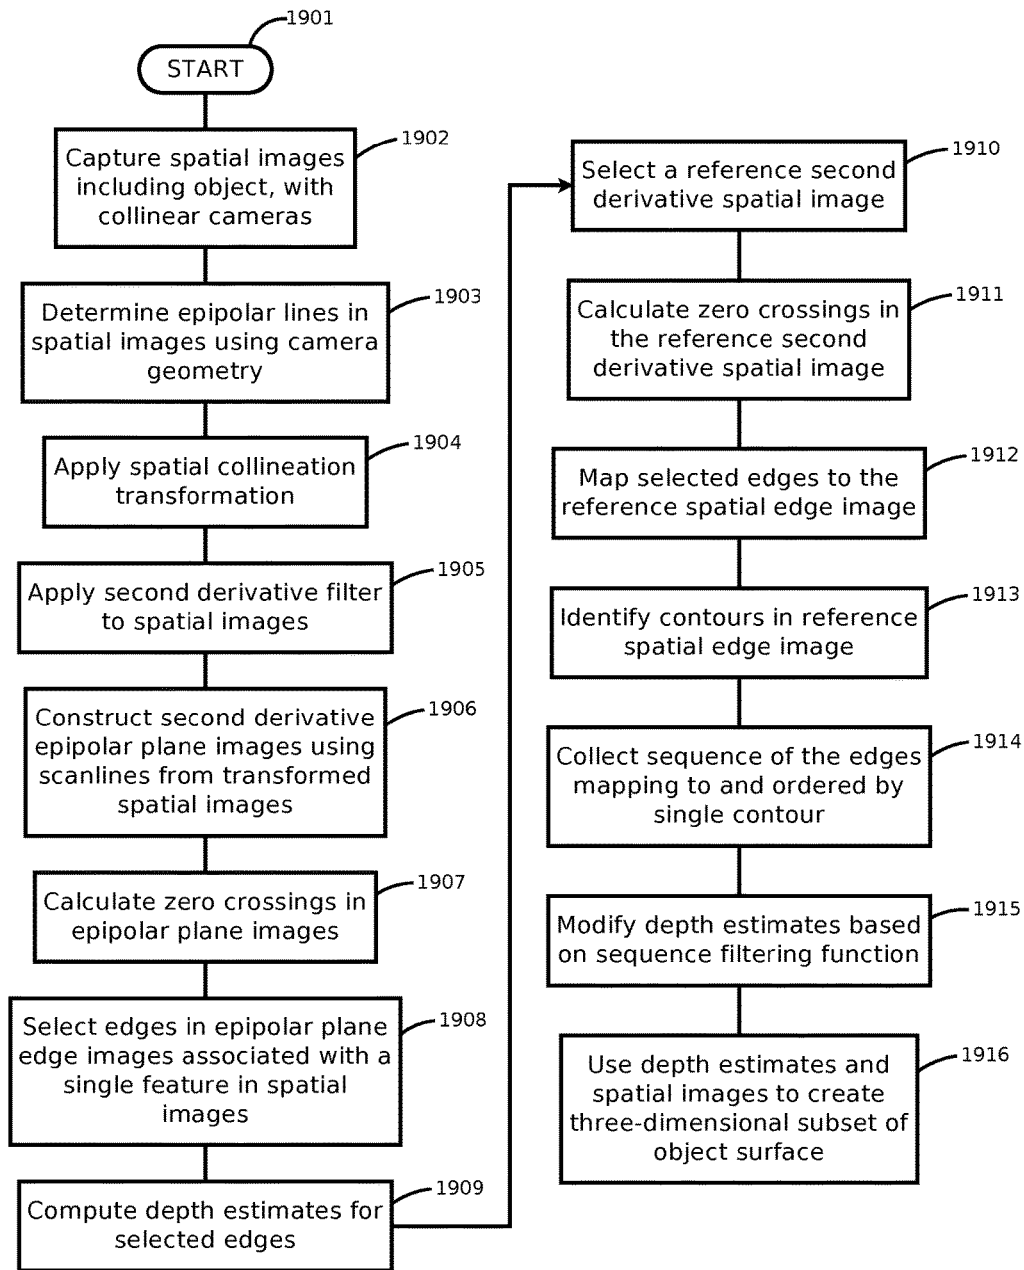 1901
START
1902
Capture spatial images
including object, with
collinear cameras
1903
Determine epipolar lines in
spatial images using camera
geometry
1904
Apply spatial collineation
transformation
1905
Apply second derivative filter
to spatial images
1906
Construct second derivative
epipolar plane images using
scanlines from transformed
spatial images
1907
Calculate zero crossings in
epipolar plane images
1908
Select edges in epipolar plane
edge images associated with a
single feature in spatial
images
1909
Compute depth estimates for
selected edges
1910
Select a reference second
derivative spatial image
1911
Calculate zero crossings in
the reference second
derivative spatial image
1912
Map selected edges to the
reference spatial edge image
1913
Identify contours in reference
spatial edge image
1914
Collect sequence of the edges
mapping to and ordered by
single contour
1915
Modify depth estimates based
on sequence filtering function
1916
Use depth estimates and
spatial images to create
three-dimensional subset of
object surface